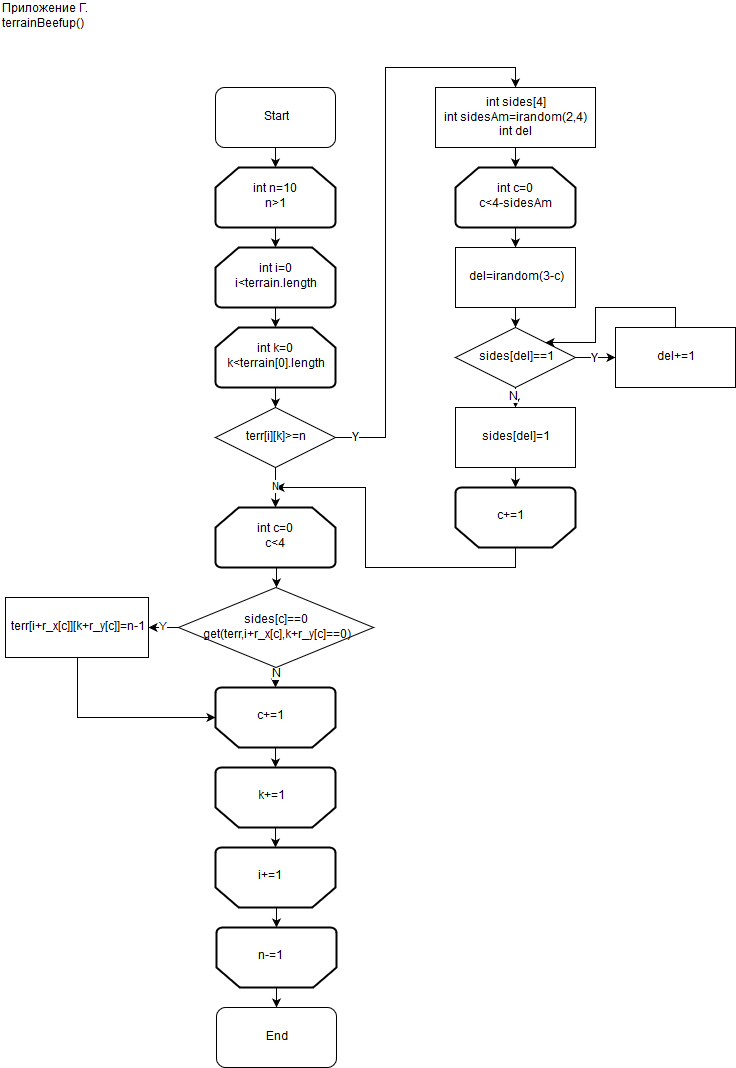 Приложение Г.
terrainBeefup()
Start
int n=10
n>1
int i=0
i<terrain.length
int k=0
k<terrain[0].length
terr[i][k]>=n
Y
N
int sides[4]
int sidesAm=irandom(2,4)
int del
int c=0
c<4-sidesAm
del=irandom(3-c)
sides[del]==1
Y
del+=1
N
sides[del]=1
c+=1
int c=0
c<4
sides[c]==0
get(terr,i+r_x[c],k+r_y[c]==0)
Y
terr[i+r_x[c]][k+r_y[c]]=n-1
N
c+=1
k+=1
i+=1
n-=1
End